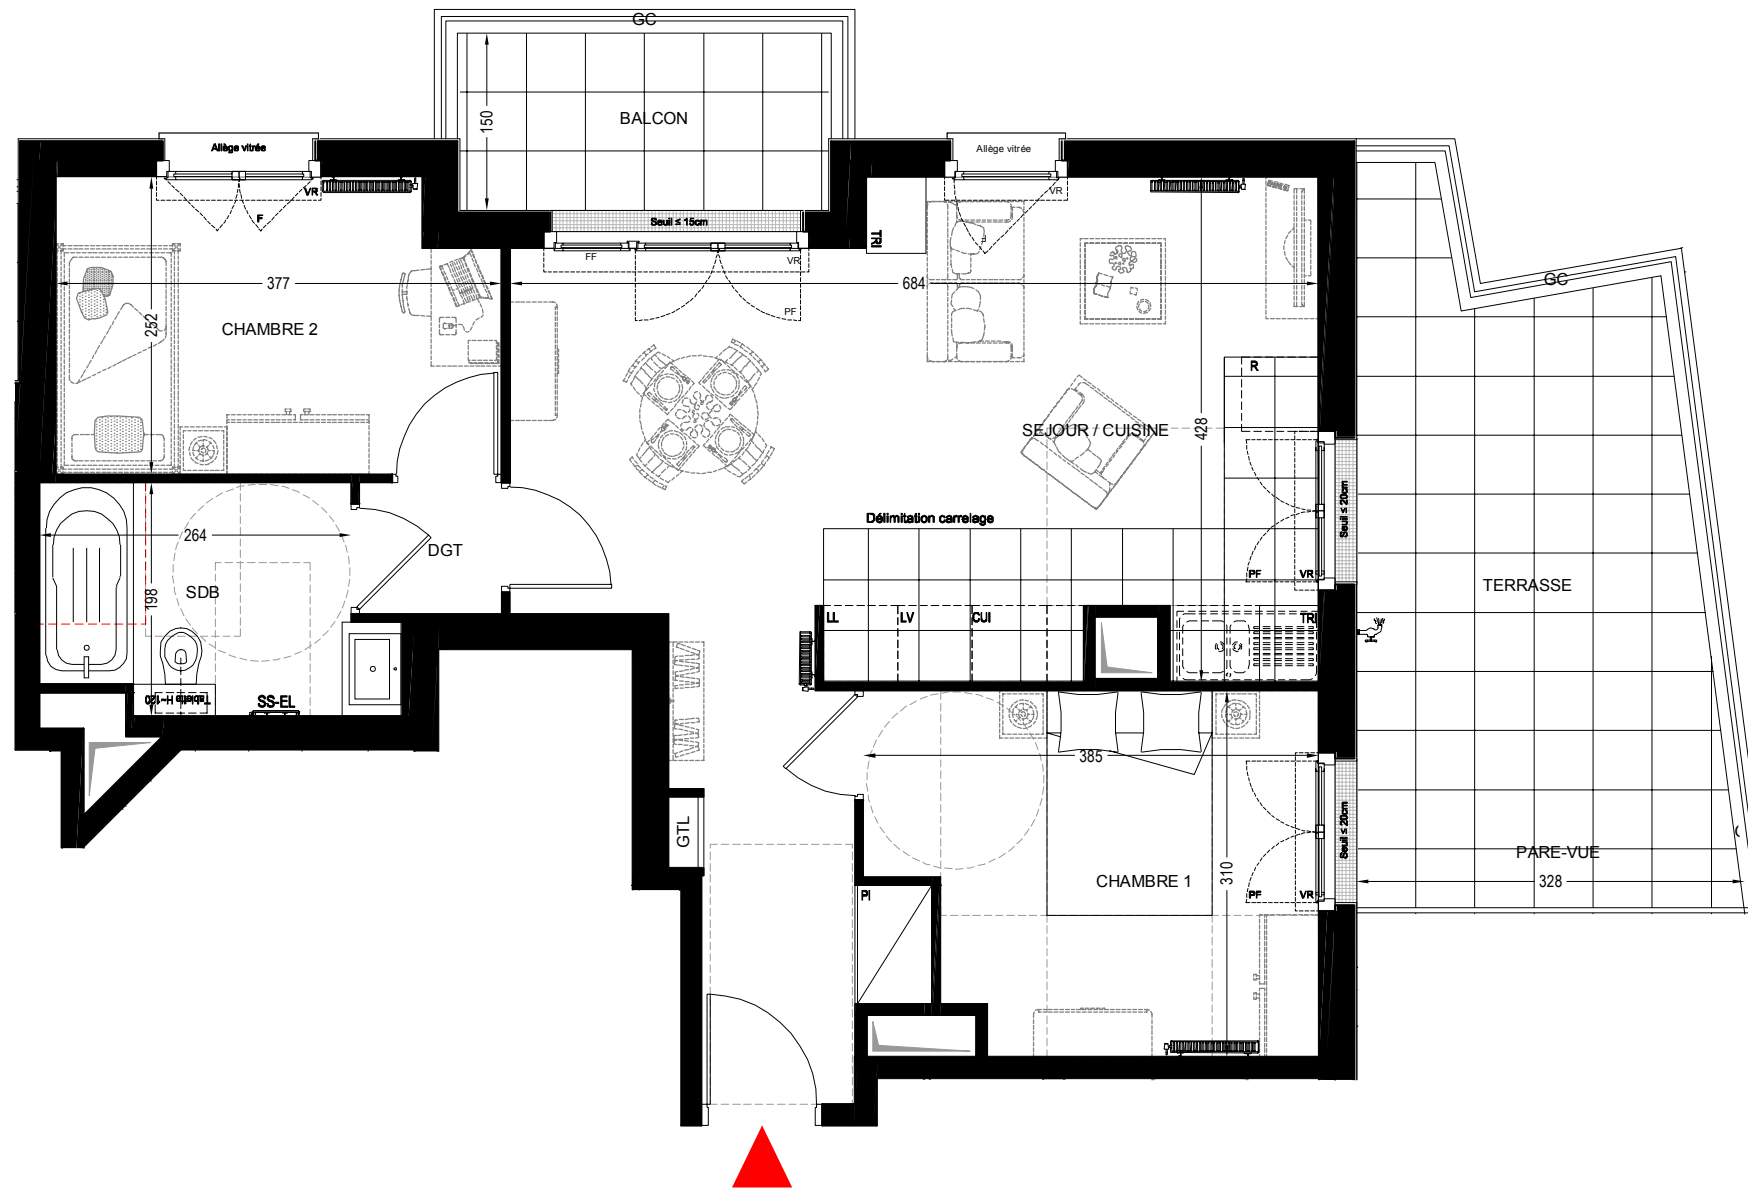 GC
BALCON
150
Allège vitrée
Allège vitrée
VR
F
Seuil ≤ 15cm
FF
VR
PF
TRI
VR
377
684
252
CHAMBRE 2
GC
R
SEJOUR / CUISINE
428
Délimitation carrelage
Seuil ≤ 20cm
PF
VR
TERRASSE
264
DGT
SDB
198
LL
LV
CUI
TRI
Tablette H~120
SS-EL
385
GTL
CHAMBRE 1
310
Seuil ≤ 20cm
PF
VR
PI
PARE-VUE
328